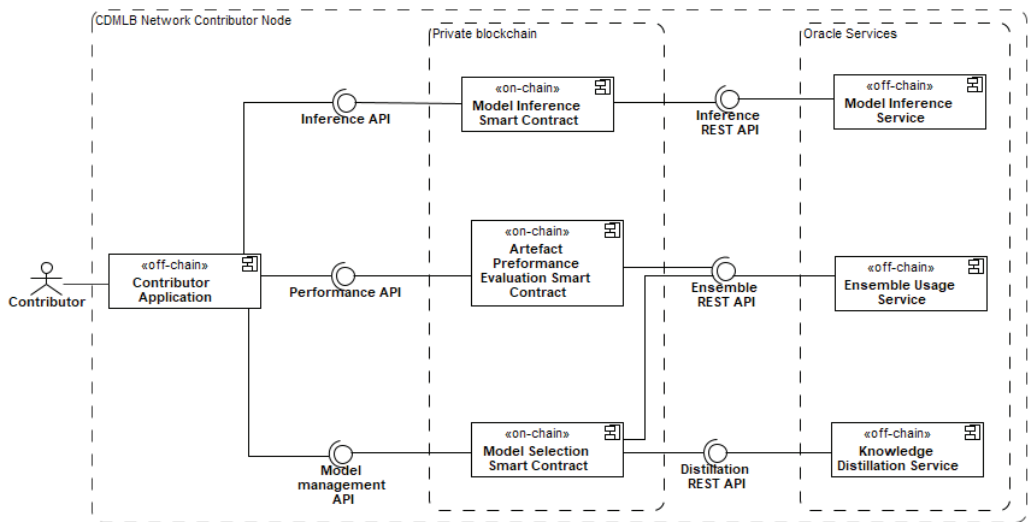 CDMLB Network Contributor Node
Private blockchain
Oracle Services
«on-chain»
Model Inference
Smart Contract
«off-chain»
Model Inference
Service
Inference API
Inference
REST API
«on-chain»
Artefact
Preformance
Evaluation Smart
Contract
«off-chain»
Contributor
Application
«off-chain»
Ensemble Usage
Service
Contributor
Performance API
Ensemble
REST API
«on-chain»
Model Selection
Smart Contract
«off-chain»
Knowledge
Distillation Service
Model
management
API
Distillation
REST API